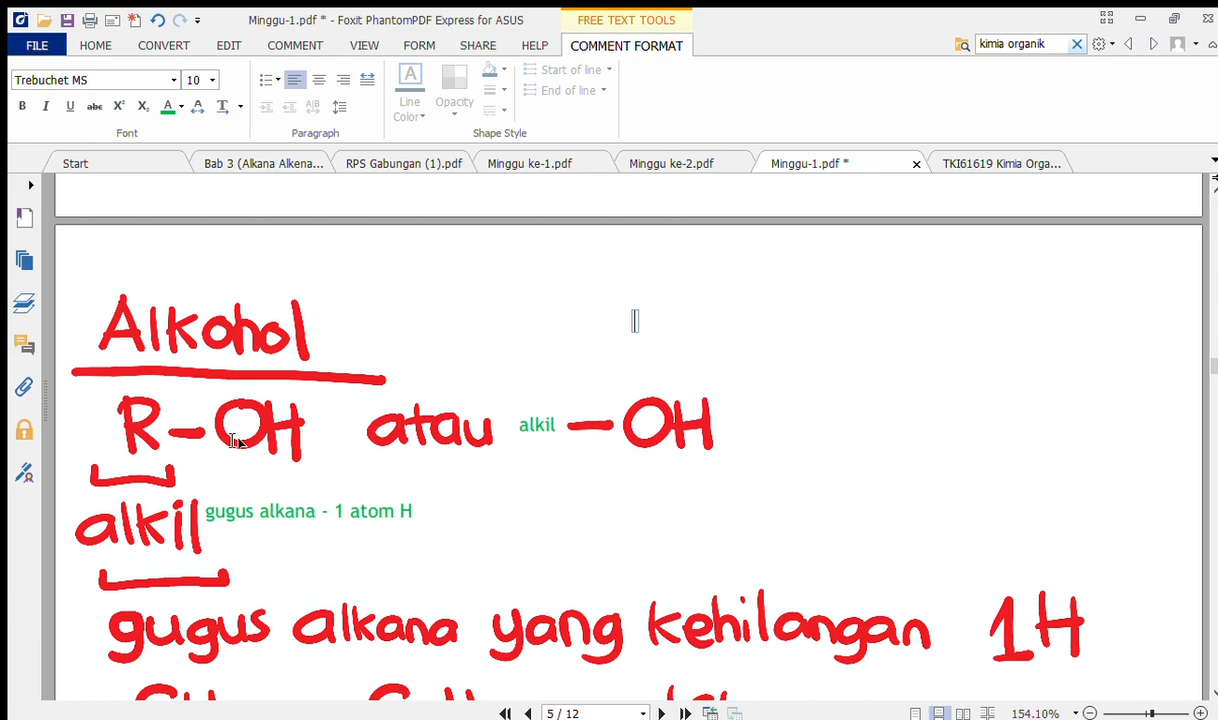 Minggu-1.pdf * - Foxit PhantomPDF Express for ASUS
FREE TEXT TOOLS
FILE HOME CONVERT EDIT COMMENT VIEW FORM SHARE HELP COMMENT FORMAT
kimia organik
Trebuchet MS 10
Line Color
Opacity
Start of line
End of line
B I U abc X² X₂ A A T
Font Paragraph Shape Style
Start Bab 3 (Alkana Alkena... RPS Gabungan (1).pdf Minggu ke-1.pdf Minggu ke-2.pdf Minggu-1.pdf * TKI61619 Kimia Orga...
Alkohol
R-OH atau alkil -OH
alkil gugus alkana - 1 atom H
gugus alkana yang kehilangan 1H
5 / 12
154.10%